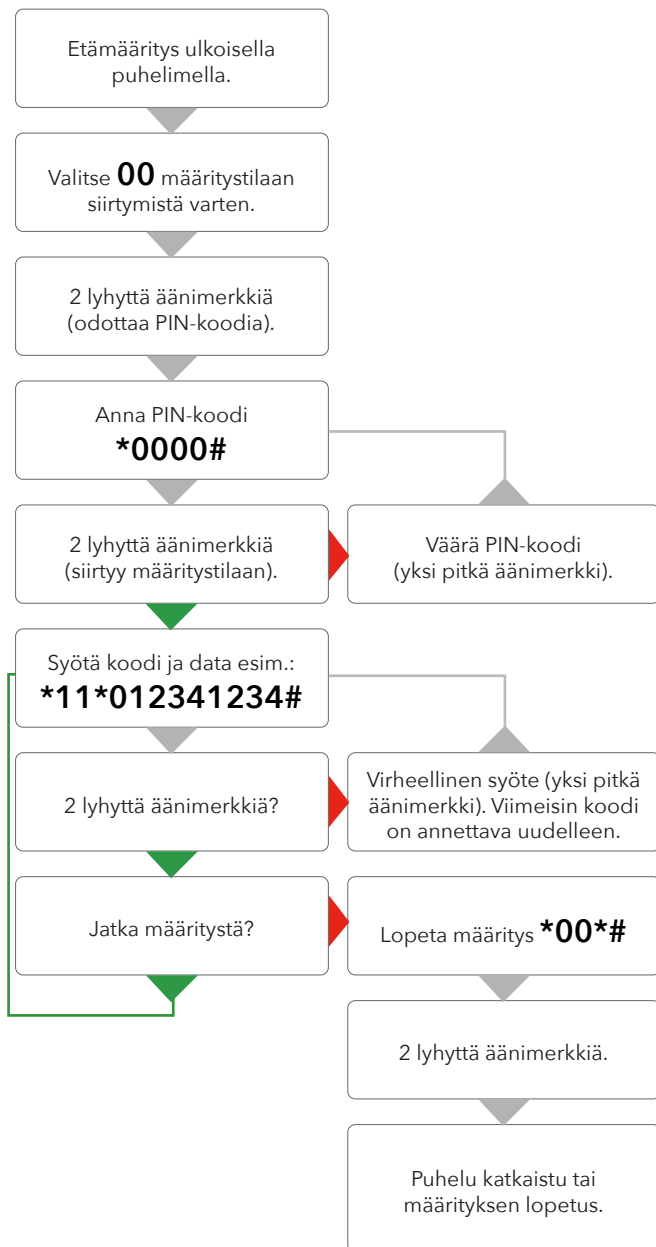 Etämääritys ulkoisella
puhelimella.
Valitse 00 määritystilaan
siirtymistä varten.
2 lyhyttä äänimerkkiä
(odottaa PIN-koodia).
Anna PIN-koodi
*0000#
2 lyhyttä äänimerkkiä
(siirtyy määritystilaan).
Väärä PIN-koodi
(yksi pitkä äänimerkki).
Syötä koodi ja data esim.:
*11*012341234#
2 lyhyttä äänimerkkiä?
Virheellinen syöte (yksi pitkä
äänimerkki). Viimeisin koodi
on annettava uudelleen.
Jatka määritystä?
Lopeta määritys *00*#
2 lyhyttä äänimerkkiä.
Puhelu katkaistu tai
määrityksen lopetus.